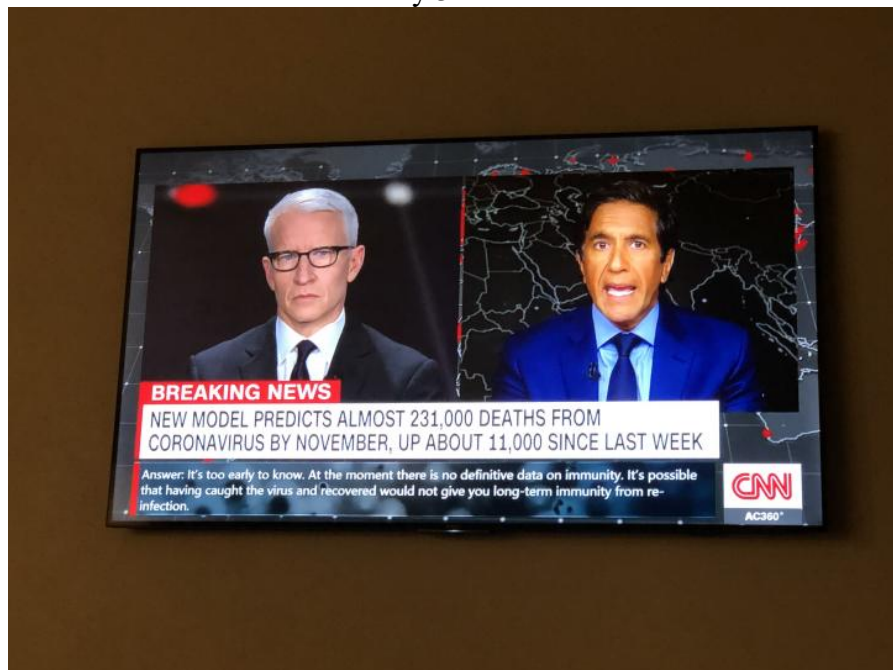 BREAKING NEWS
NEW MODEL PREDICTS ALMOST 231,000 DEATHS FROM
CORONAVIRUS BY NOVEMBER, UP ABOUT 11,000 SINCE LAST WEEK
Answer: It's too early to know. At the moment there is no definitive data on immunity. It's possible
that having caught the virus and recovered would not give you long-term immunity from re-
infection.
CNN
AC360°